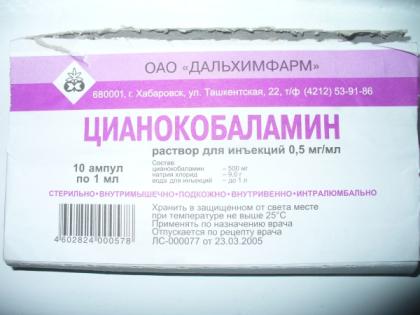 ОАО "ДАЛЬХИМФАРМ"
680001, г. Хабаровск, ул. Ташкентская, 22, т/ф (4212) 53-91-86
ЦИАНОКОБАЛАМИН
раствор для инъекций 0,5 мг/мл
10 ампул
по 1 мл
Состав
цианокобаламин – 500 мг
натрия хлорид – 9,0 г
вода для инъекций – до 1 л
СТЕРИЛЬНО•ВНУТРИМЫШЕЧНО•ПОДКОЖНО•ВНУТРИВЕННО•ИНТРАЛЮМБАЛЬНО
Хранить в защищенном от света месте
при температуре не выше 25°С
Применять по назначению врача
Отпускается по рецепту врача
ЛС-000077 от 23.03.2005
4602824000578